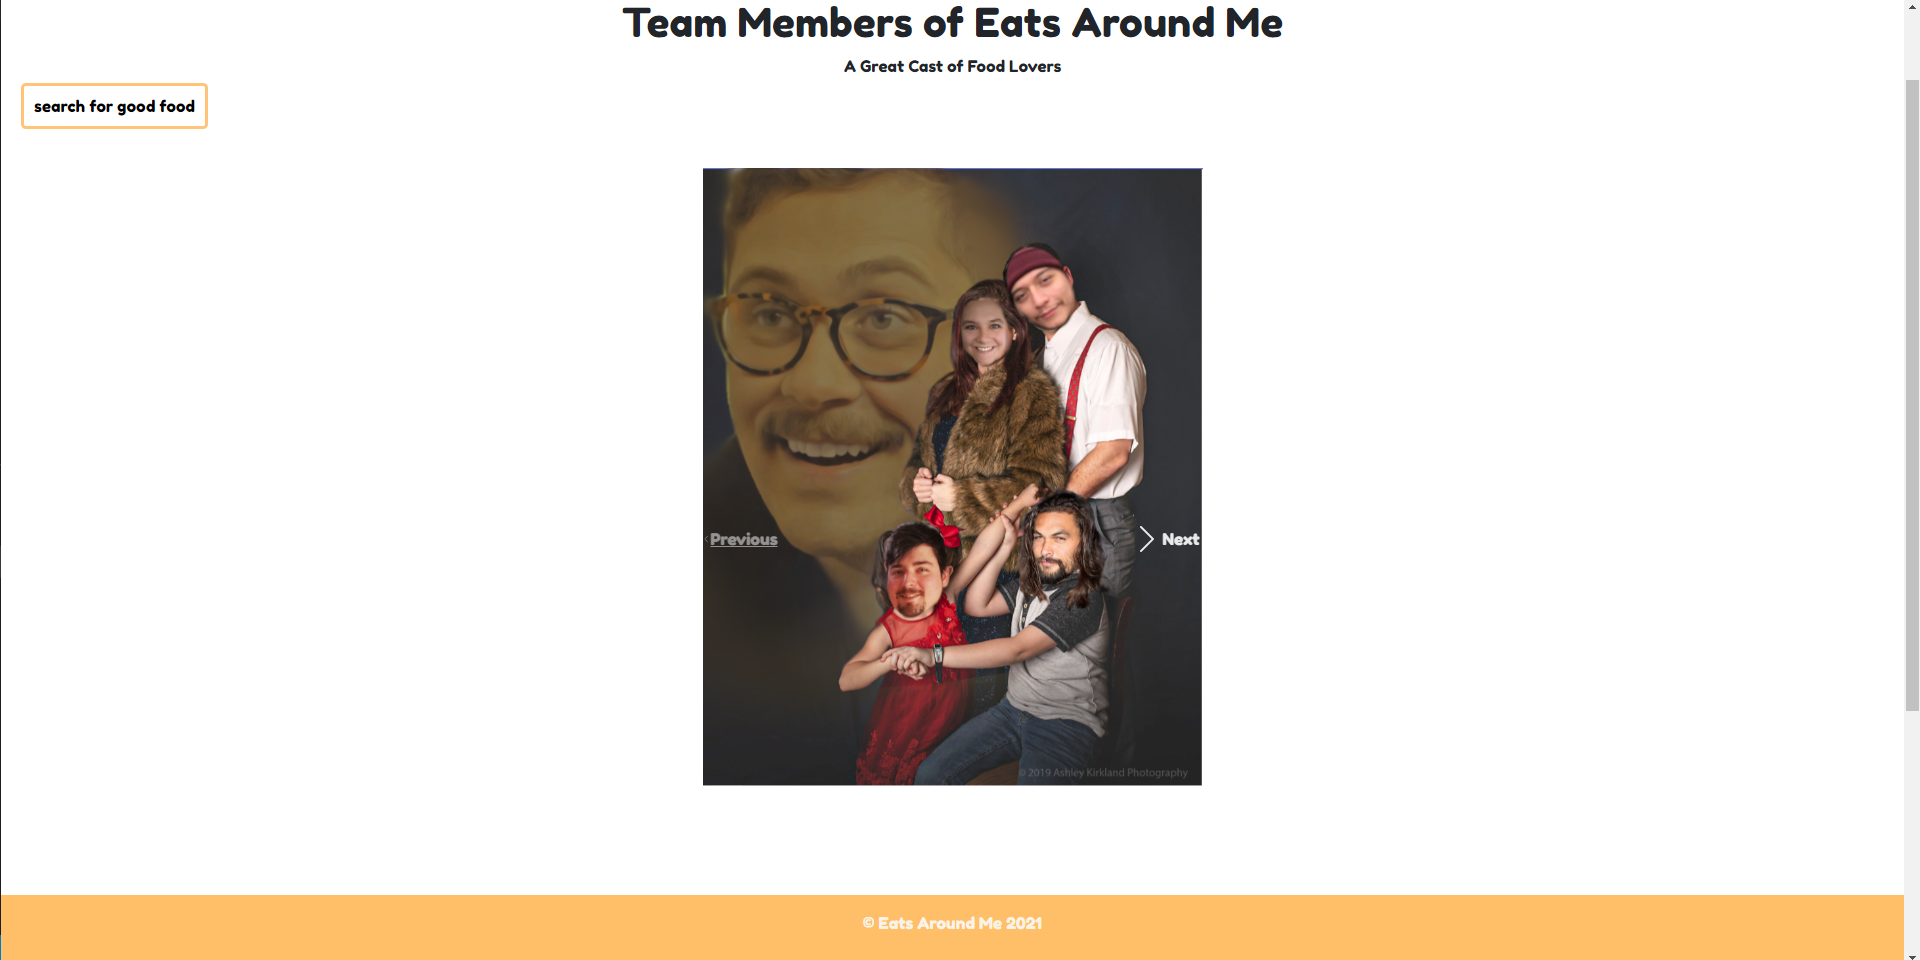 Team Members of Eats Around Me
A Great Cast of Food Lovers
search for good food
Previous
Next
© 2019 Ashley Kirkland Photography
© Eats Around Me 2021